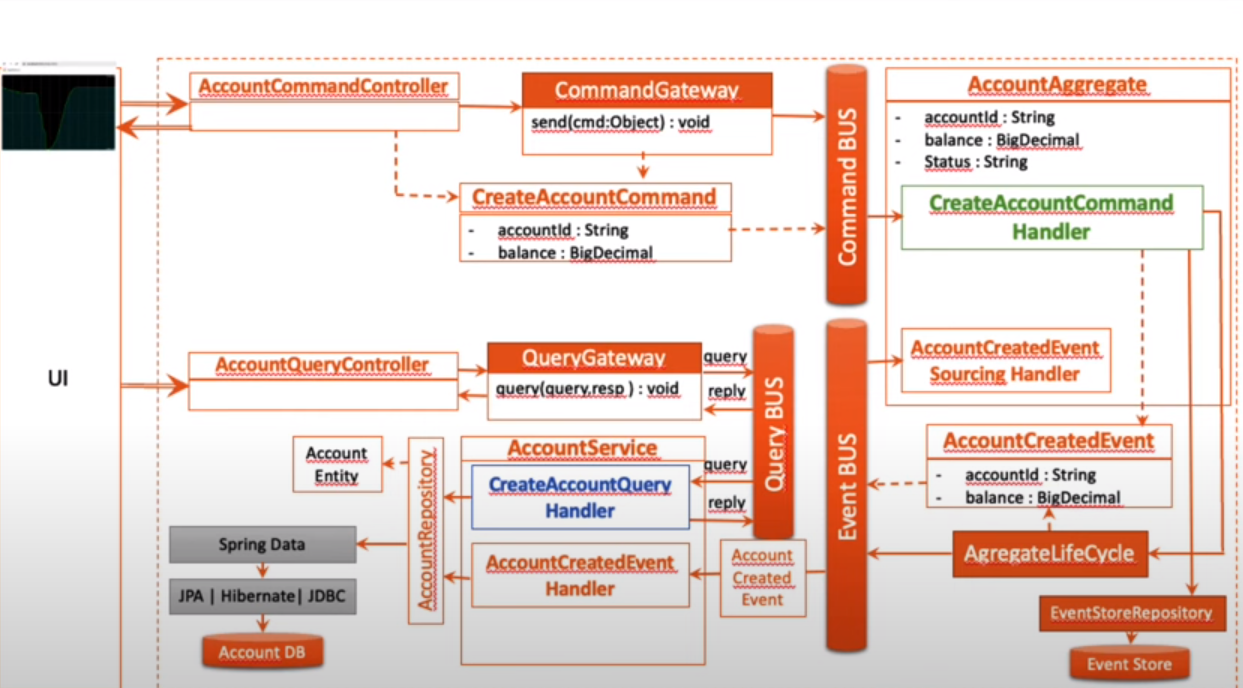 AccountCommandController
CommandGateway
send(cmd:Object) : void
CreateAccountCommand
- accountId : String
- balance : BigDecimal
Command BUS
AccountAggregate
- accountId : String
- balance : BigDecimal
- Status : String
CreateAccountCommand
Handler
AccountCreatedEvent
Sourcing Handler
UI
AccountQueryController
QueryGateway
query(query,resp ) : void
query
reply
Query BUS
Event BUS
AccountService
CreateAccountQuery
Handler
query
reply
AccountCreatedEvent
Handler
Account
Created
Event
AccountRepository
Account
Entity
Spring Data
JPA | Hibernate| JDBC
Account DB
AccountCreatedEvent
- accountId : String
- balance : BigDecimal
AgregateLifeCycle
EventStoreRepository
Event Store